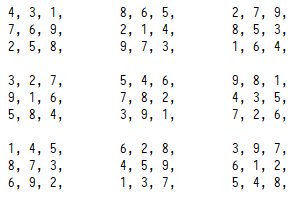 4, 3, 1, 8, 6, 5, 2, 7, 9,
7, 6, 9, 2, 1, 4, 8, 5, 3,
2, 5, 8, 9, 7, 3, 1, 6, 4,
3, 2, 7, 5, 4, 6, 9, 8, 1,
9, 1, 6, 7, 8, 2, 4, 3, 5,
5, 8, 4, 3, 9, 1, 7, 2, 6,
1, 4, 5, 6, 2, 8, 3, 9, 7,
8, 7, 3, 4, 5, 9, 6, 1, 2,
6, 9, 2, 1, 3, 7, 5, 4, 8,